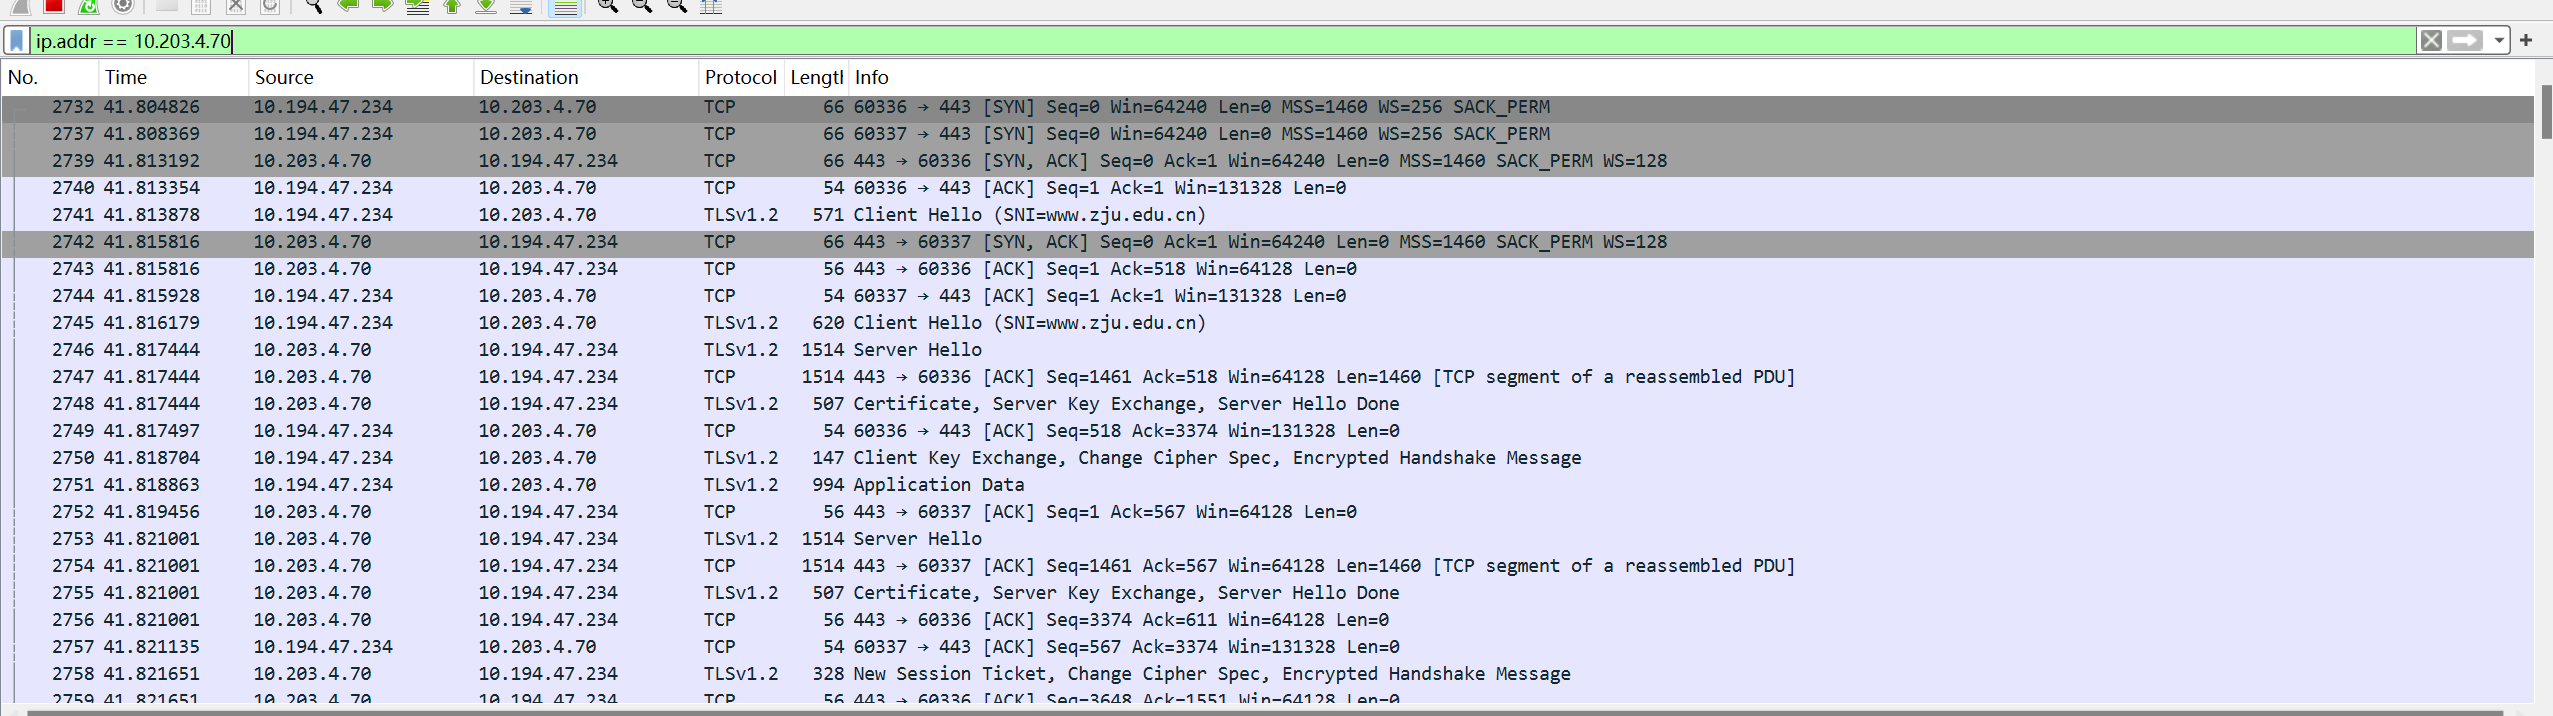 ip.addr == 10.203.4.70
No. Time Source Destination Protocol Length Info
2732 41.804826 10.194.47.234 10.203.4.70 TCP 66 60336 → 443 [SYN] Seq=0 Win=64240 Len=0 MSS=1460 WS=256 SACK_PERM
2737 41.808369 10.194.47.234 10.203.4.70 TCP 66 60337 → 443 [SYN] Seq=0 Win=64240 Len=0 MSS=1460 WS=256 SACK_PERM
2739 41.813192 10.203.4.70 10.194.47.234 TCP 66 443 → 60336 [SYN, ACK] Seq=0 Ack=1 Win=64240 Len=0 MSS=1460 SACK_PERM WS=128
2740 41.813354 10.194.47.234 10.203.4.70 TCP 54 60336 → 443 [ACK] Seq=1 Ack=1 Win=131328 Len=0
2741 41.813878 10.194.47.234 10.203.4.70 TLSv1.2 571 Client Hello (SNI=www.zju.edu.cn)
2742 41.815816 10.203.4.70 10.194.47.234 TCP 66 443 → 60337 [SYN, ACK] Seq=0 Ack=1 Win=64240 Len=0 MSS=1460 SACK_PERM WS=128
2743 41.815816 10.203.4.70 10.194.47.234 TCP 56 443 → 60336 [ACK] Seq=1 Ack=518 Win=64128 Len=0
2744 41.815928 10.194.47.234 10.203.4.70 TCP 54 60337 → 443 [ACK] Seq=1 Ack=1 Win=131328 Len=0
2745 41.816179 10.194.47.234 10.203.4.70 TLSv1.2 620 Client Hello (SNI=www.zju.edu.cn)
2746 41.817444 10.203.4.70 10.194.47.234 TLSv1.2 1514 Server Hello
2747 41.817444 10.203.4.70 10.194.47.234 TCP 1514 443 → 60336 [ACK] Seq=1461 Ack=518 Win=64128 Len=1460 [TCP segment of a reassembled PDU]
2748 41.817444 10.203.4.70 10.194.47.234 TLSv1.2 507 Certificate, Server Key Exchange, Server Hello Done
2749 41.817497 10.194.47.234 10.203.4.70 TCP 54 60336 → 443 [ACK] Seq=518 Ack=3374 Win=131328 Len=0
2750 41.818704 10.194.47.234 10.203.4.70 TLSv1.2 147 Client Key Exchange, Change Cipher Spec, Encrypted Handshake Message
2751 41.818863 10.194.47.234 10.203.4.70 TLSv1.2 994 Application Data
2752 41.819456 10.203.4.70 10.194.47.234 TCP 56 443 → 60337 [ACK] Seq=1 Ack=567 Win=64128 Len=0
2753 41.821001 10.203.4.70 10.194.47.234 TLSv1.2 1514 Server Hello
2754 41.821001 10.203.4.70 10.194.47.234 TCP 1514 443 → 60337 [ACK] Seq=1461 Ack=567 Win=64128 Len=1460 [TCP segment of a reassembled PDU]
2755 41.821001 10.203.4.70 10.194.47.234 TLSv1.2 507 Certificate, Server Key Exchange, Server Hello Done
2756 41.821001 10.203.4.70 10.194.47.234 TCP 56 443 → 60336 [ACK] Seq=3374 Ack=611 Win=64128 Len=0
2757 41.821135 10.194.47.234 10.203.4.70 TCP 54 60337 → 443 [ACK] Seq=567 Ack=3374 Win=131328 Len=0
2758 41.821651 10.203.4.70 10.194.47.234 TLSv1.2 328 New Session Ticket, Change Cipher Spec, Encrypted Handshake Message
2759 41.821651 10.203.4.70 10.194.47.234 TCP 56 443 → 60336 [ACK] Seq=3648 Ack=1551 Win=64128 Len=0